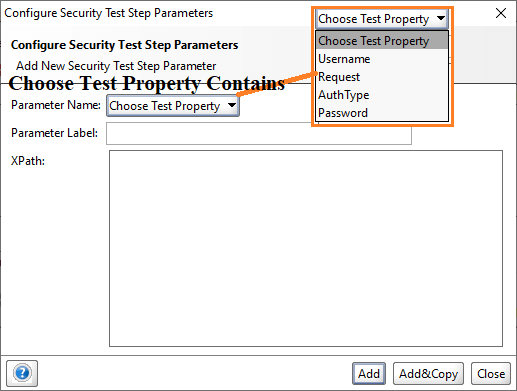 Configure Security Test Step Parameters
Choose Test Property
Configure Security Test Step Parameters
Choose Test Property
Add New Security Test Step Parameter
Username
Choose Test Property Contains
Request
AuthType
Password
Parameter Name: Choose Test Property
Parameter Label:
XPath:
?
Add
Add&Copy
Close